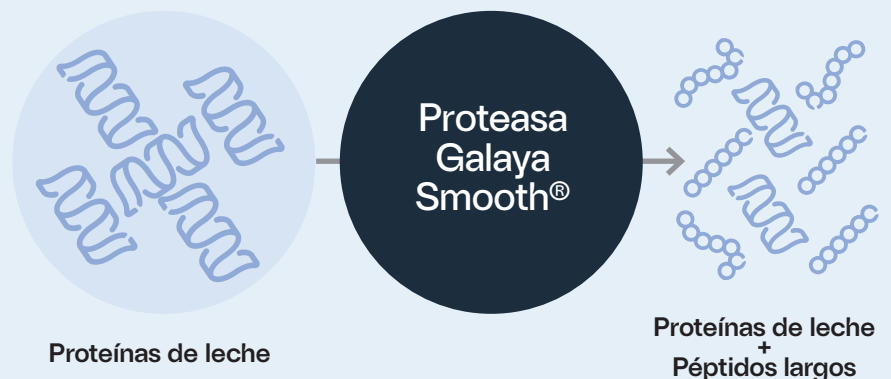 Proteasa
Galaya
Smooth®
Proteínas de leche
Proteínas de leche
+
Péptidos largos